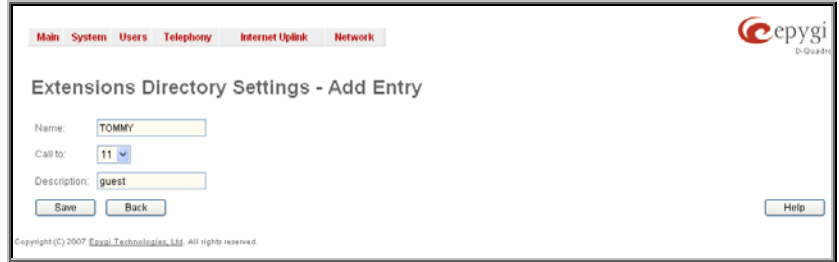 Main System Users Telephony Internet Uplink Network
epygi
D-Quadro
Extensions Directory Settings - Add Entry
Name: TOMMY
Call to: 11
Description: guest
Save Back Help
Copyright (C) 2007 Epygi Technologies, Ltd. All rights reserved.